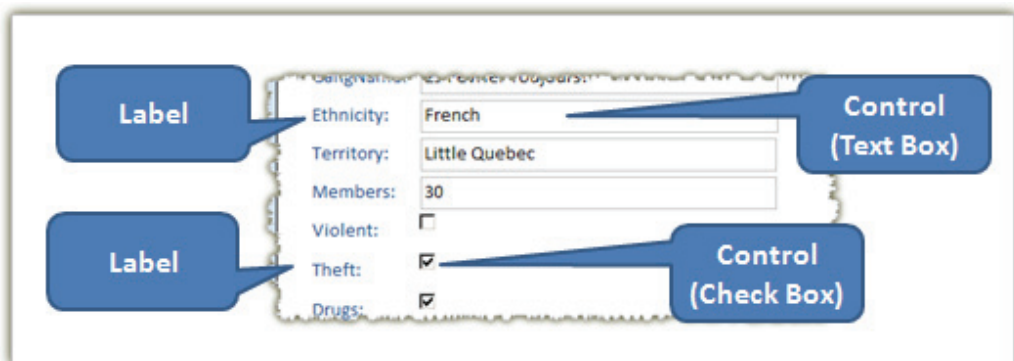 Label
Ethnicity: French
Control
(Text Box)
Territory: Little Quebec
Members: 30
Violent:
Label
Theft:
Control
(Check Box)
Drugs: